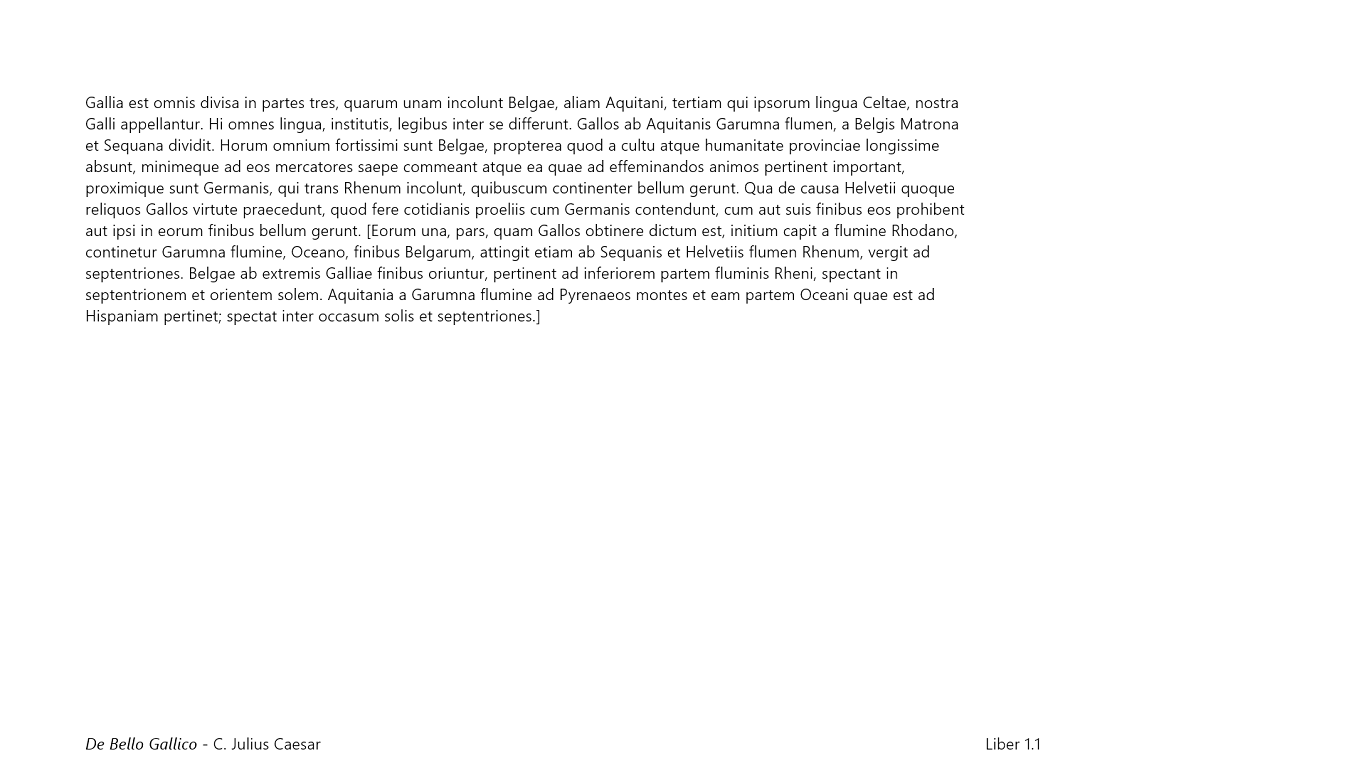 Gallia est omnis divisa in partes tres, quarum unam incolunt Belgae, aliam Aquitani, tertiam qui ipsorum lingua Celtae, nostra
Galli appellantur. Hi omnes lingua, institutis, legibus inter se differunt. Gallos ab Aquitanis Garumna flumen, a Belgis Matrona
et Sequana dividit. Horum omnium fortissimi sunt Belgae, propterea quod a cultu atque humanitate provinciae longissime
absunt, minimeque ad eos mercatores saepe commeant atque ea quae ad effeminandos animos pertinent important,
proximique sunt Germanis, qui trans Rhenum incolunt, quibuscum continenter bellum gerunt. Qua de causa Helvetii quoque
reliquos Gallos virtute praecedunt, quod fere cotidianis proeliis cum Germanis contendunt, cum aut suis finibus eos prohibent
aut ipsi in eorum finibus bellum gerunt. [Eorum una, pars, quam Gallos obtinere dictum est, initium capit a flumine Rhodano,
continetur Garumna flumine, Oceano, finibus Belgarum, attingit etiam ab Sequanis et Helvetiis flumen Rhenum, vergit ad
septentriones. Belgae ab extremis Galliae finibus oriuntur, pertinent ad inferiorem partem fluminis Rheni, spectant in
septentrionem et orientem solem. Aquitania a Garumna flumine ad Pyrenaeos montes et eam partem Oceani quae est ad
Hispaniam pertinet; spectat inter occasum solis et septentriones.]
De Bello Gallico - C. Julius Caesar
Liber 1.1